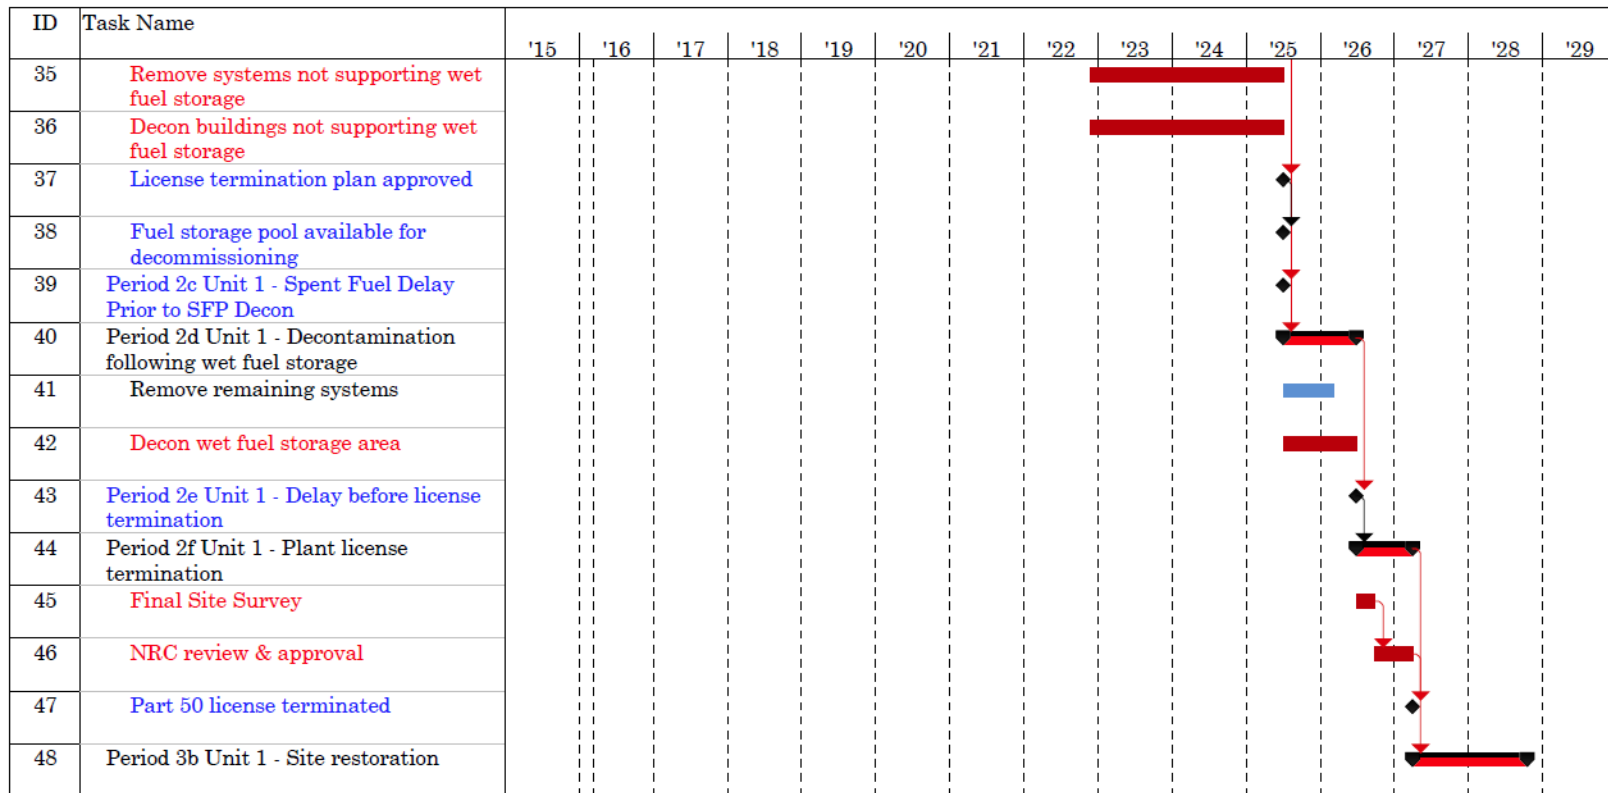 ID Task Name
'15 '16 '17 '18 '19 '20 '21 '22 '23 '24 '25 '26 '27 '28 '29
35 Remove systems not supporting wet
fuel storage
36 Decon buildings not supporting wet
fuel storage
37 License termination plan approved
38 Fuel storage pool available for
decommissioning
39 Period 2c Unit 1 - Spent Fuel Delay
Prior to SFP Decon
40 Period 2d Unit 1 - Decontamination
following wet fuel storage
41 Remove remaining systems
42 Decon wet fuel storage area
43 Period 2e Unit 1 - Delay before license
termination
44 Period 2f Unit 1 - Plant license
termination
45 Final Site Survey
46 NRC review & approval
47 Part 50 license terminated
48 Period 3b Unit 1 - Site restoration